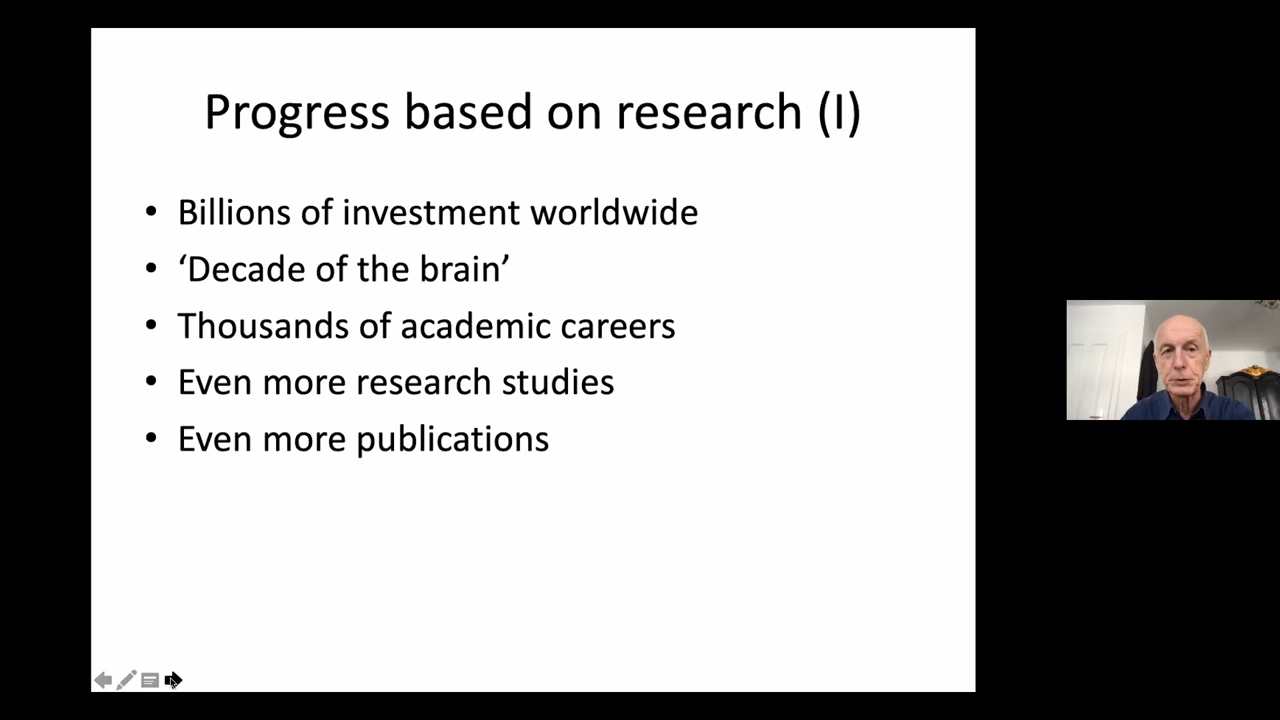 Progress based on research (I)
• Billions of investment worldwide
• ‘Decade of the brain’
• Thousands of academic careers
• Even more research studies
• Even more publications